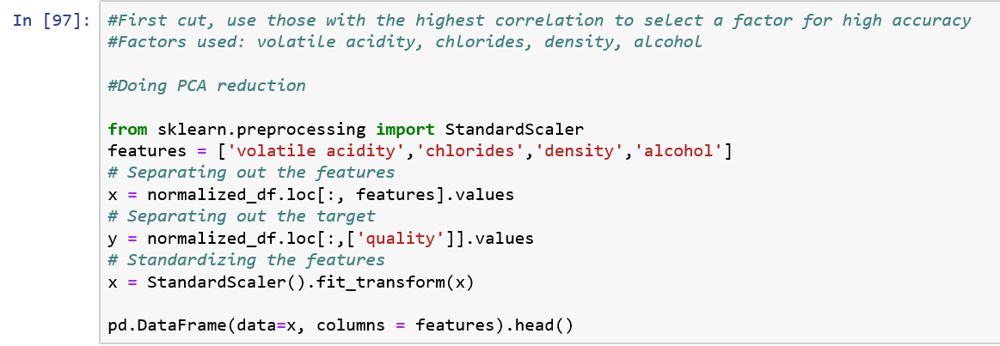 In [97]: #First cut, use those with the highest correlation to select a factor for high accuracy
#Factors used: volatile acidity, chlorides, density, alcohol
#Doing PCA reduction
from sklearn.preprocessing import StandardScaler
features = ['volatile acidity','chlorides','density','alcohol']
# Separating out the features
x = normalized_df.loc[:, features].values
# Separating out the target
y = normalized_df.loc[:,['quality']].values
# Standardizing the features
x = StandardScaler().fit_transform(x)
pd.DataFrame(data=x, columns = features).head()